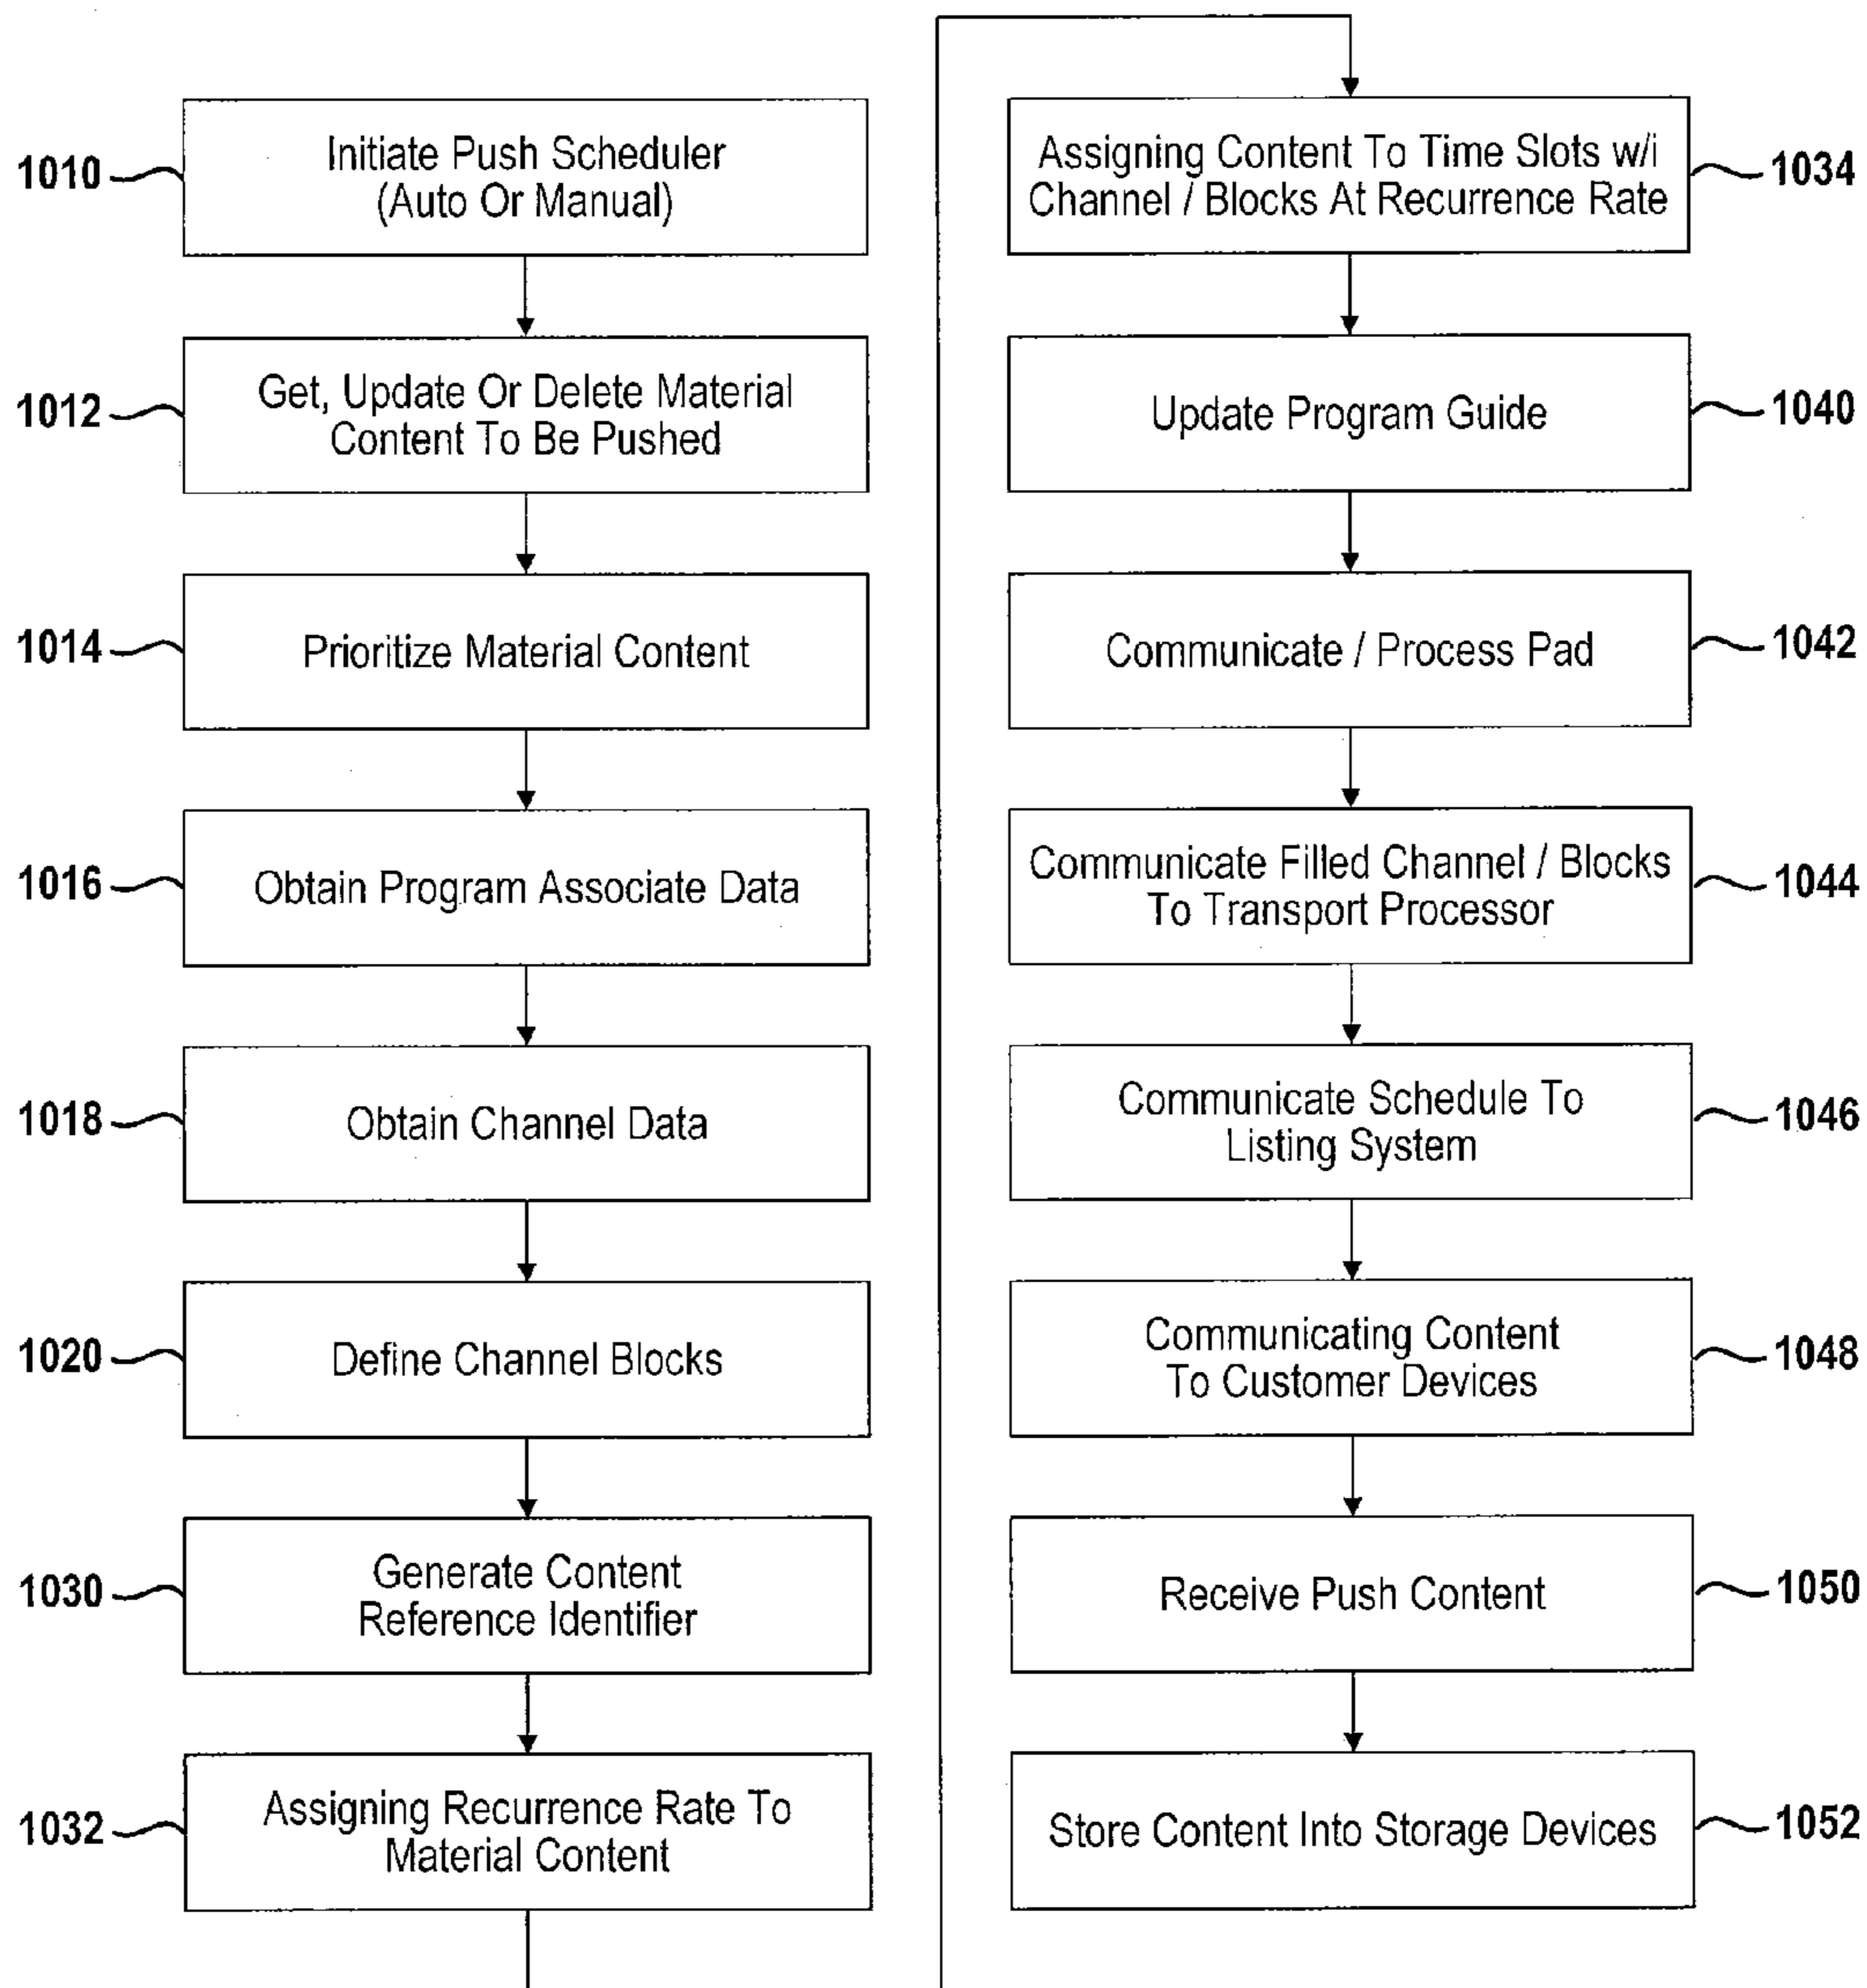 1010
Initiate Push Scheduler
(Auto Or Manual)
1012
Get, Update Or Delete Material
Content To Be Pushed
1014
Prioritize Material Content
1016
Obtain Program Associate Data
1018
Obtain Channel Data
1020
Define Channel Blocks
1030
Generate Content
Reference Identifier
1032
Assigning Recurrence Rate To
Material Content
Assigning Content To Time Slots w/i
Channel / Blocks At Recurrence Rate
1034
Update Program Guide
1040
Communicate / Process Pad
1042
Communicate Filled Channel / Blocks
To Transport Processor
1044
Communicate Schedule To
Listing System
1046
Communicating Content
To Customer Devices
1048
Receive Push Content
1050
Store Content Into Storage Devices
1052